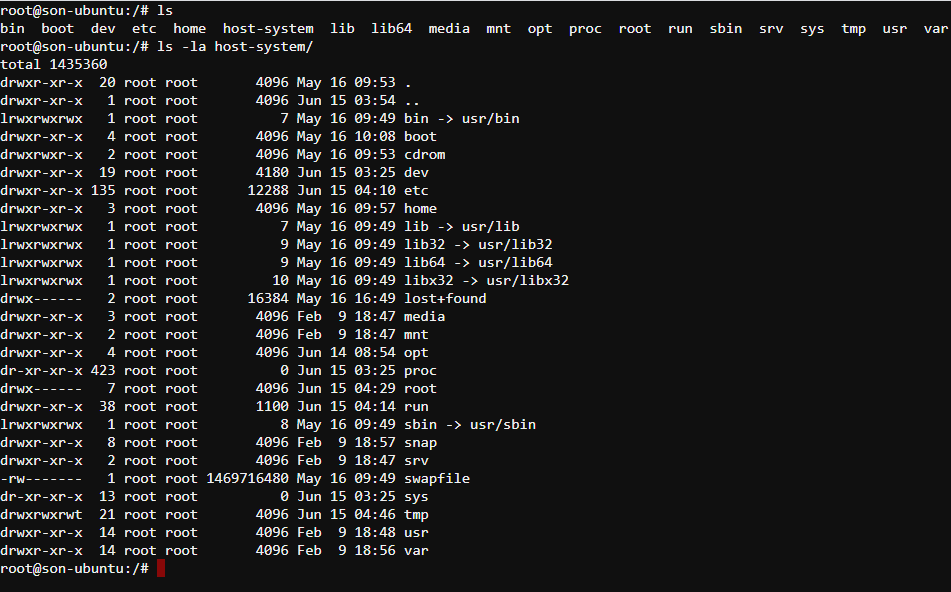 root@son-ubuntu:/# ls
bin  boot  dev  etc  home  host-system  lib  lib64  media  mnt  opt  proc  root  run  sbin  srv  sys  tmp  usr  var
root@son-ubuntu:/# ls -la host-system/
total 1435360
drwxr-xr-x  20 root root       4096 May 16 09:53 .
drwxr-xr-x   1 root root       4096 Jun 15 03:54 ..
lrwxrwxrwx   1 root root          7 May 16 09:49 bin -> usr/bin
drwxr-xr-x   4 root root       4096 May 16 10:08 boot
drwxrwxr-x   2 root root       4096 May 16 09:53 cdrom
drwxr-xr-x  19 root root       4180 Jun 15 03:25 dev
drwxr-xr-x 135 root root      12288 Jun 15 04:10 etc
drwxr-xr-x   3 root root       4096 May 16 09:57 home
lrwxrwxrwx   1 root root          7 May 16 09:49 lib -> usr/lib
lrwxrwxrwx   1 root root          9 May 16 09:49 lib32 -> usr/lib32
lrwxrwxrwx   1 root root          9 May 16 09:49 lib64 -> usr/lib64
lrwxrwxrwx   1 root root         10 May 16 09:49 libx32 -> usr/libx32
drwx------   2 root root      16384 May 16 16:49 lost+found
drwxr-xr-x   3 root root       4096 Feb  9 18:47 media
drwxr-xr-x   2 root root       4096 Feb  9 18:47 mnt
drwxr-xr-x   4 root root       4096 Jun 14 08:54 opt
dr-xr-xr-x 423 root root          0 Jun 15 03:25 proc
drwx------   7 root root       4096 Jun 15 04:29 root
drwxr-xr-x  38 root root       1100 Jun 15 04:14 run
lrwxrwxrwx   1 root root          8 May 16 09:49 sbin -> usr/sbin
drwxr-xr-x   8 root root       4096 Feb  9 18:57 snap
drwxr-xr-x   2 root root       4096 Feb  9 18:47 srv
-rw-------   1 root root 1469716480 May 16 09:49 swapfile
dr-xr-xr-x  13 root root          0 Jun 15 03:25 sys
drwxrwxrwt  21 root root       4096 Jun 15 04:46 tmp
drwxr-xr-x  14 root root       4096 Feb  9 18:48 usr
drwxr-xr-x  14 root root       4096 Feb  9 18:56 var
root@son-ubuntu:/#